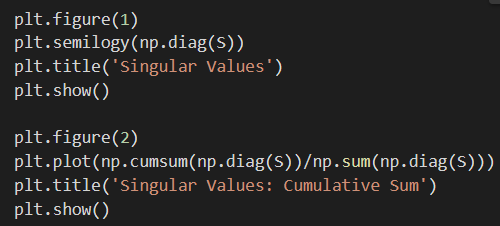 plt.figure(1)
plt.semilogy(np.diag(S))
plt.title('Singular Values')
plt.show()

plt.figure(2)
plt.plot(np.cumsum(np.diag(S))/np.sum(np.diag(S)))
plt.title('Singular Values: Cumulative Sum')
plt.show()